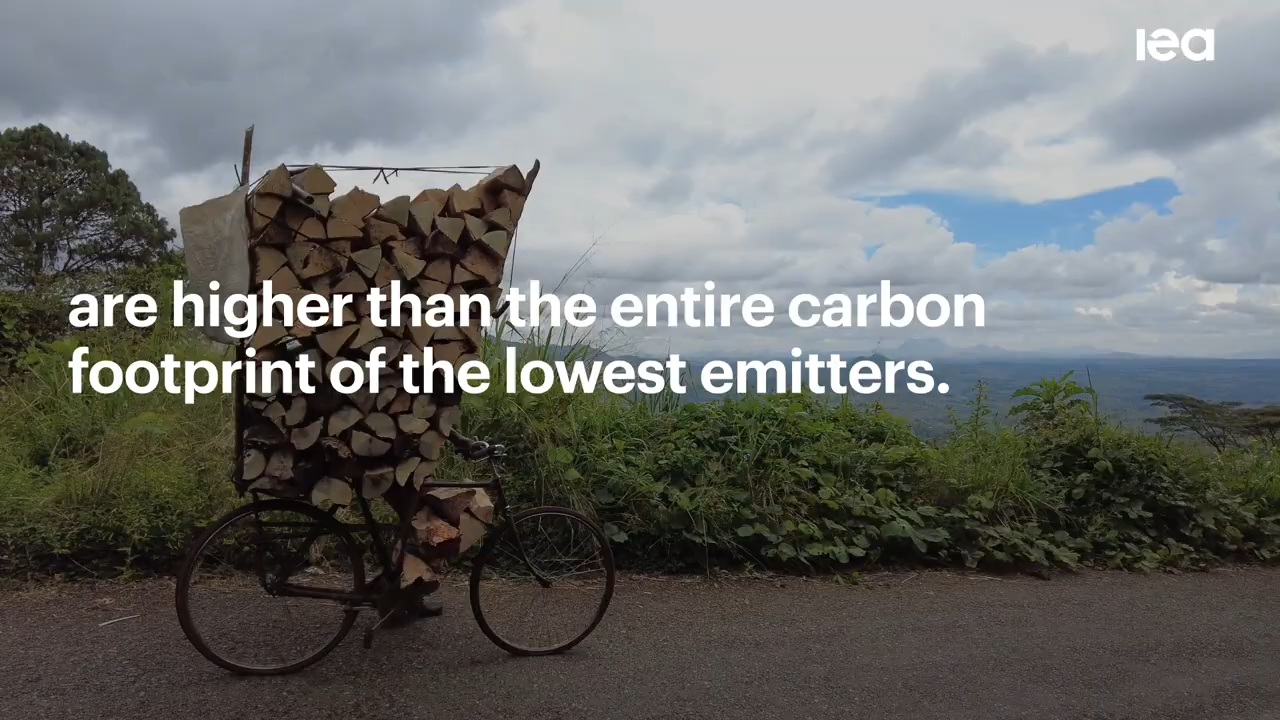 iea
are higher than the entire carbon
footprint of the lowest emitters.